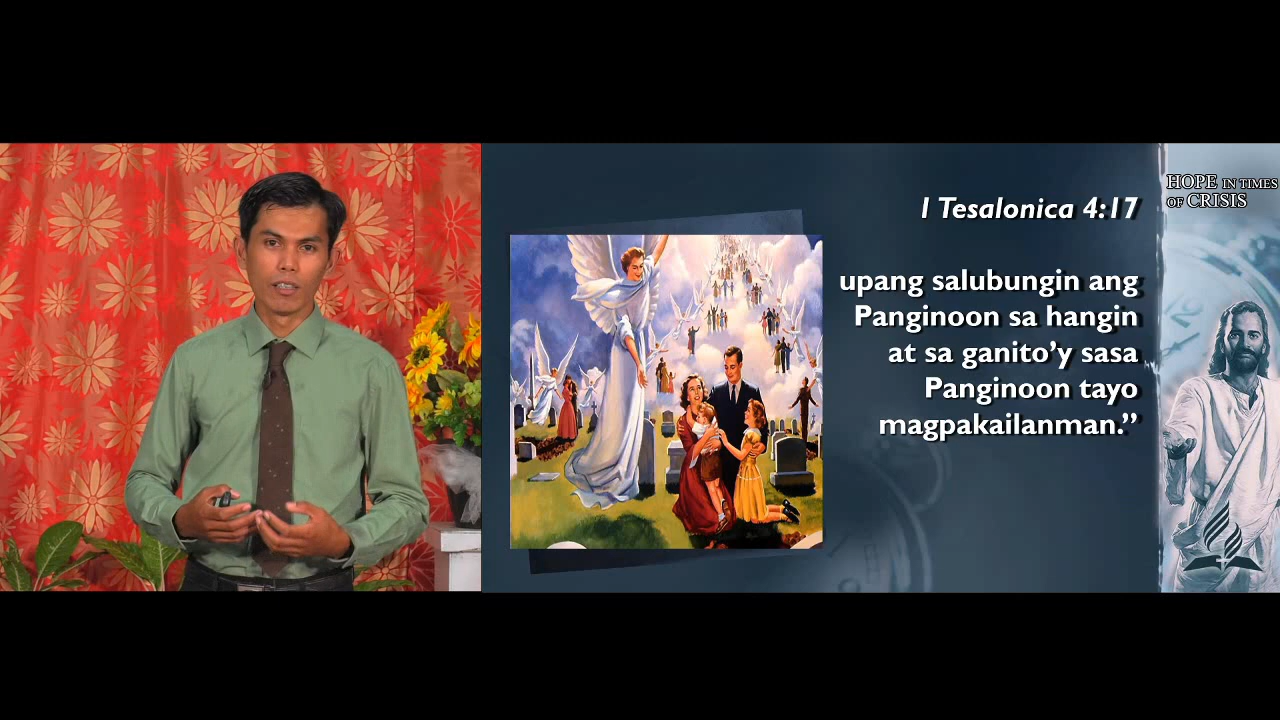 I Tesalonica 4:17
upang salubungin ang
Panginoon sa hangin
at sa ganito’y sasa
Panginoon tayo
magpakailanman.”
HOPE IN TIMES
OF CRISIS